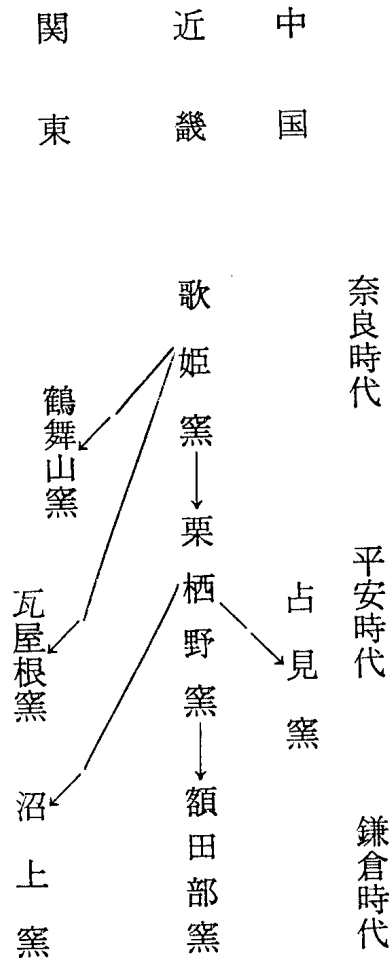 奈良時代
平安時代
鎌倉時代
中国
占見窯
近畿
歌姫窯
栗栖野窯
額田部窯
関東
鶴舞山窯
瓦屋根窯
沼上窯